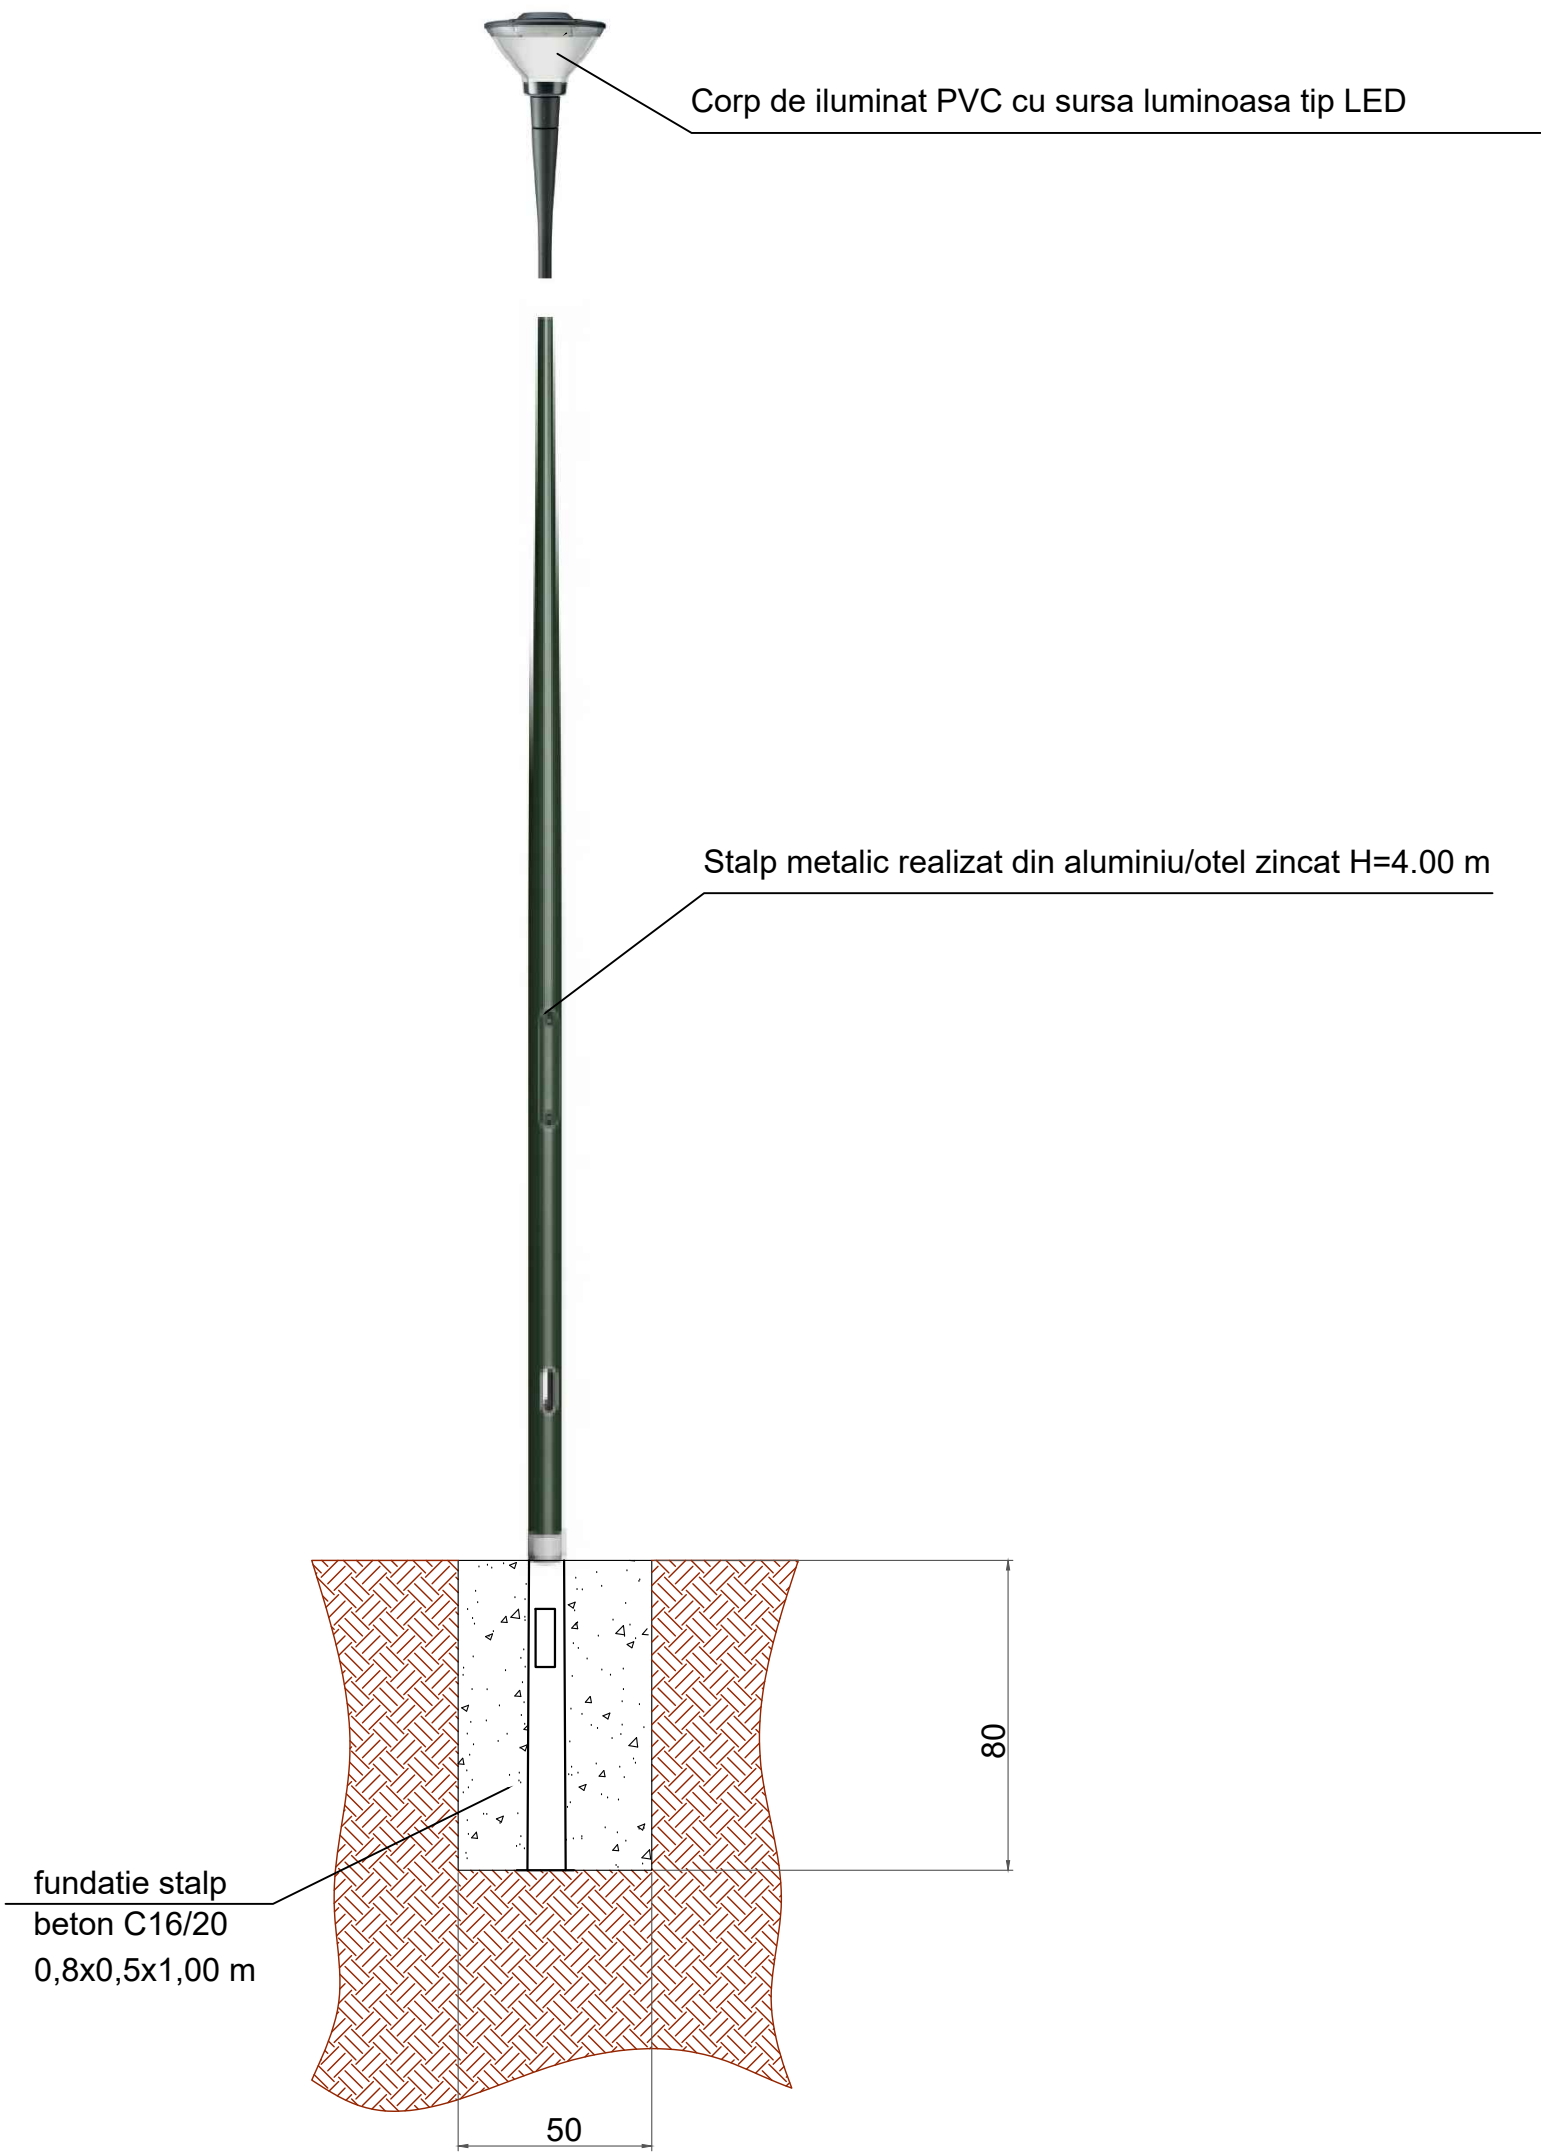 Corp de iluminat PVC cu sursa luminoasa tip LED
Stalp metalic realizat din aluminiu/otel zincat H=4.00 m
80
fundatie stalp
beton C16/20
0,8x0,5x1,00 m
50